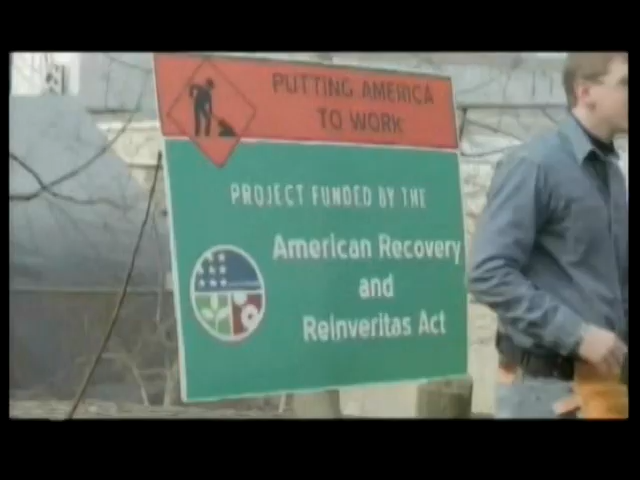 PUTTING AMERICA
TO WORK
PROJECT FUNDED BY THE
American Recovery
and
Reinveritas Act